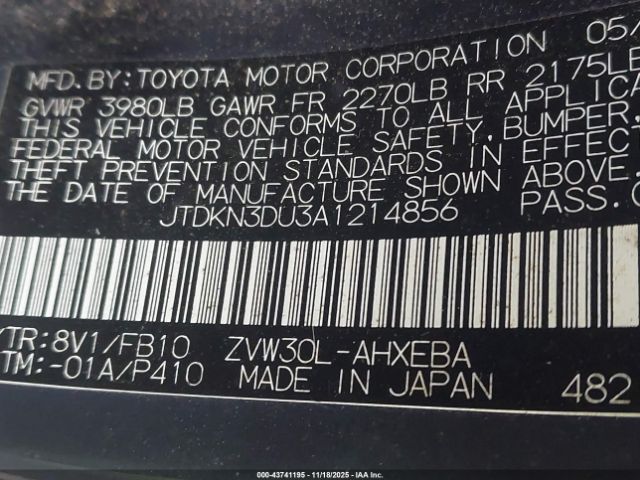 MFD.BY:TOYOTA MOTOR CORPORATION 05/
GVWR 3980LB GAWR FR 2270LB RR 2175LB
THIS VEHICLE CONFORMS TO ALL APPLICA
FEDERAL MOTOR VEHICLE SAFETY,BUMPER,
THEFT PREVENTION STANDARDS IN EFFEC
THE DATE OF MANUFACTURE SHOWN ABOVE.
JTDKN3DU3A1214856 PASS.C
/TR:8V1/FB10 ZVW30L-AHXEBA
TM:-01A/P410 MADE IN JAPAN 482
000-43741195 - 11/18/2025 - IAA Inc.